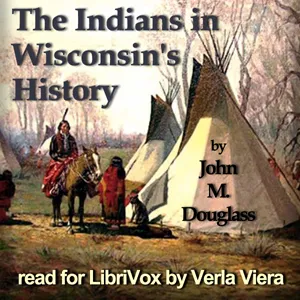 The Indians in
Wisconsin's
History
by
John
M.
Douglass
read for LibriVox by Verla Viera